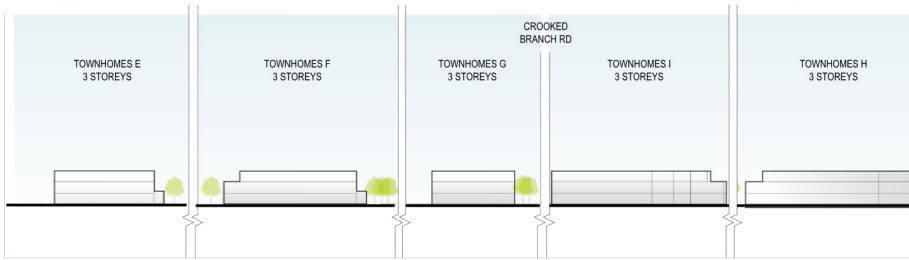 CROOKED
BRANCH RD
TOWNHOMES E
3 STOREYS
TOWNHOMES F
3 STOREYS
TOWNHOMES G
3 STOREYS
TOWNHOMES I
3 STOREYS
TOWNHOMES H
3 STOREYS